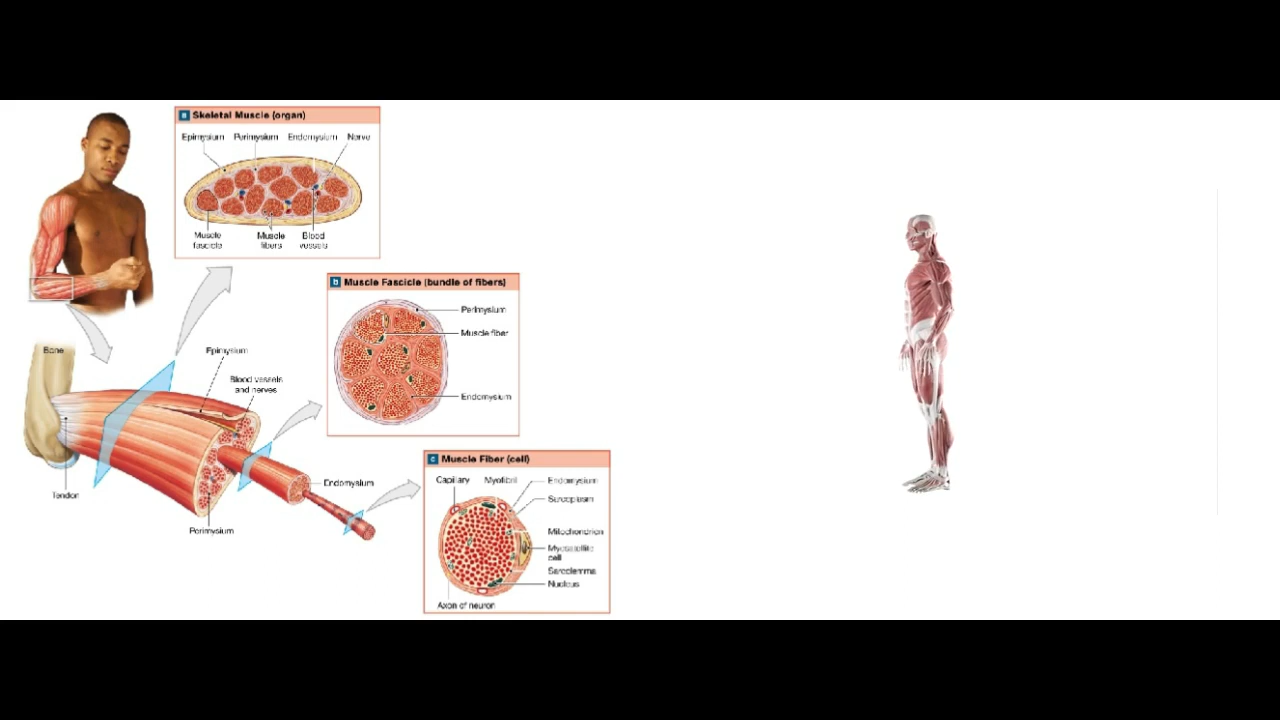 a Skeletal Muscle (organ)
Epimysium Perimysium Endomysium Nerve
Muscle fascicle
Muscle fibers
Blood vessels
b Muscle Fascicle (bundle of fibers)
Perimysium
Muscle fiber
Endomysium
Bone
Epimysium
Blood vessels
and nerves
Tendon
Endomysium
Perimysium
c Muscle Fiber (cell)
Capillary Myofibril Endomysium
Sarcoplasm
Mitochondrion
Myosatellite
cell
Sarcolemma
Nucleus
Axon of neuron